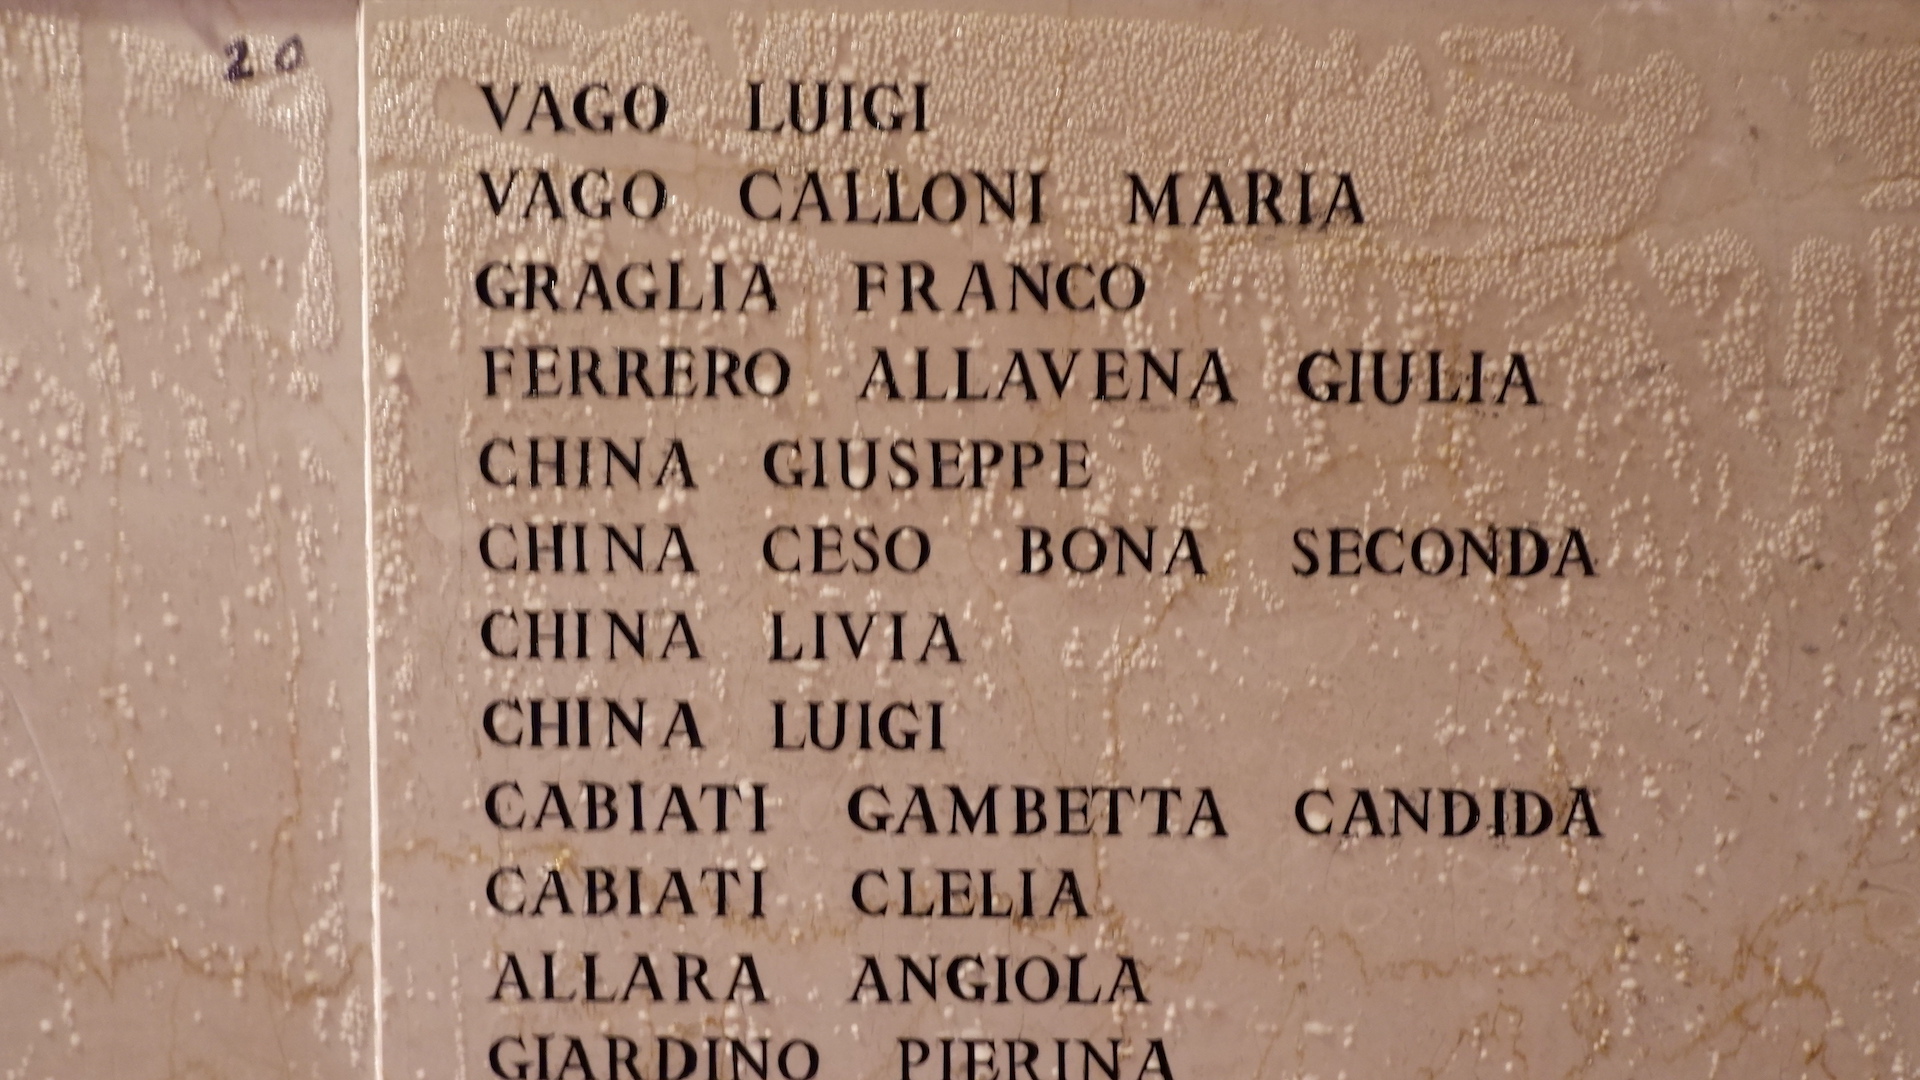 20
VAGO LUIGI
VAGO CALLONI MARIA
GRAGLIA FRANCO
FERRERO ALLAVENA GIULIA
CHINA GIUSEPPE
CHINA CESO BONA SECONDA
CHINA LIVIA
CHINA LUIGI
CABIATI GAMBETTA CANDIDA
CABIATI CLELIA
ALLARA ANGIOLA
GIARDINO PIERINA